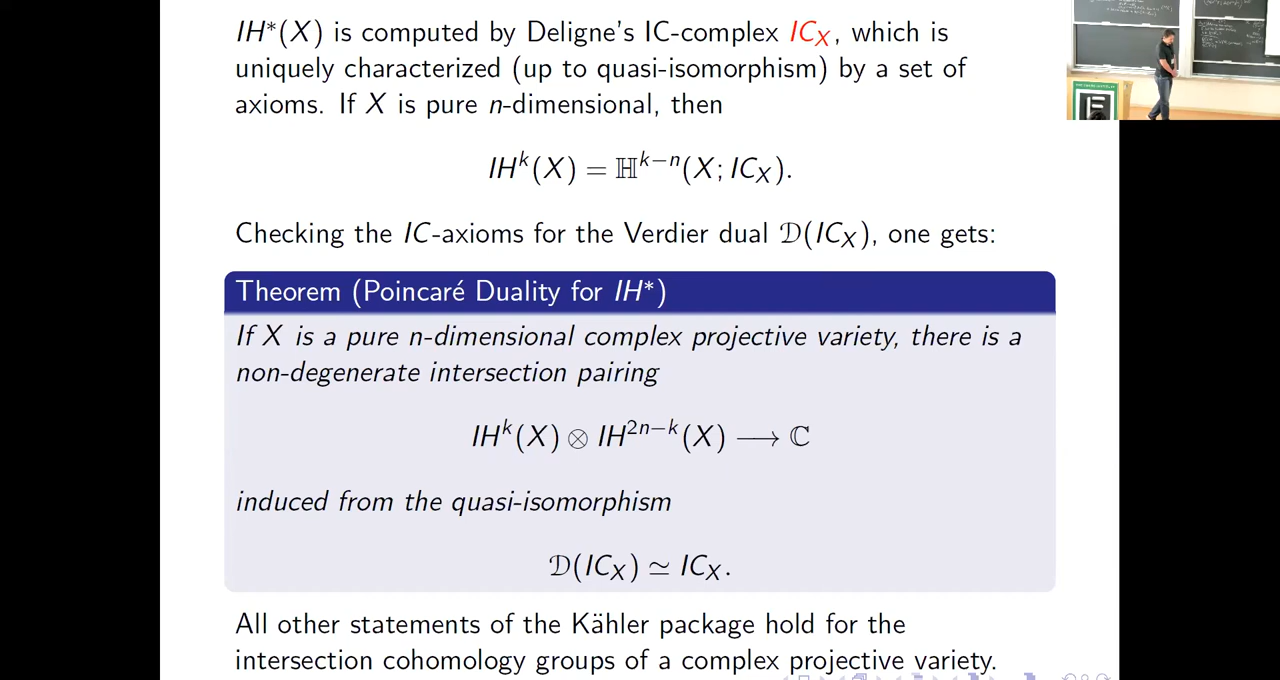 IH*(X) is computed by Deligne's IC-complex IC_X, which is
uniquely characterized (up to quasi-isomorphism) by a set of
axioms. If X is pure n-dimensional, then
IH^k(X) = ℍ^{k−n}(X; IC_X).
Checking the IC-axioms for the Verdier dual 𝒟(IC_X), one gets:
Theorem (Poincaré Duality for IH*)
If X is a pure n-dimensional complex projective variety, there is a
non-degenerate intersection pairing
IH^k(X) ⊗ IH^{2n−k}(X) ⟶ ℂ
induced from the quasi-isomorphism
𝒟(IC_X) ≃ IC_X.
All other statements of the Kähler package hold for the
intersection cohomology groups of a complex projective variety.